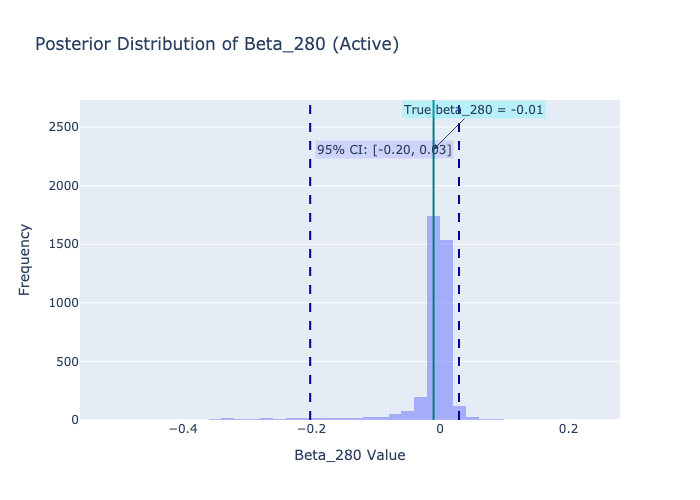 Posterior Distribution of Beta_280 (Active)
True beta_280 = -0.01
95% CI: [-0.20, 0.03]
2500
2000
1500
1000
500
0
Frequency
−0.4
−0.2
0
0.2
Beta_280 Value